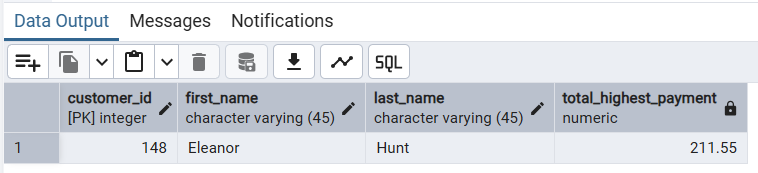 Data Output Messages Notifications
SQL
customer_id first_name last_name total_highest_payment
[PK] integer character varying (45) character varying (45) numeric
1 148 Eleanor Hunt 211.55